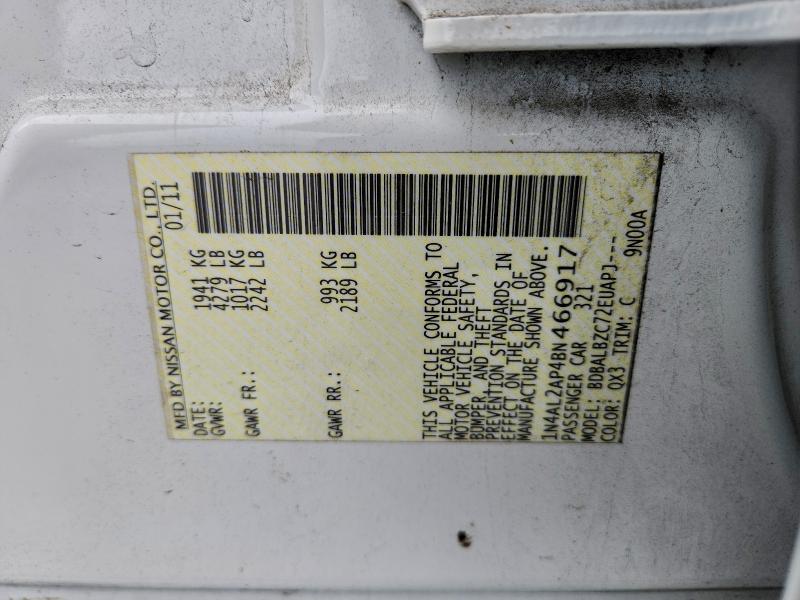 MFD BY NISSAN MOTOR CO., LTD.
DATE: 01/11
GVWR: 1941 KG
4279 LB
GAWR FR.: 1017 KG
2242 LB
GAWR RR.: 993 KG
2189 LB
THIS VEHICLE CONFORMS TO
ALL APPLICABLE FEDERAL
MOTOR VEHICLE SAFETY,
BUMPER, AND THEFT
PREVENTION STANDARDS IN
EFFECT ON THE DATE OF
MANUFACTURE SHOWN ABOVE.
1N4AL2AP4BN466917
PASSENGER CAR 321
MODEL: BDBALBZC72EUAPJ---
COLOR: QX3 TRIM: C 9N00A